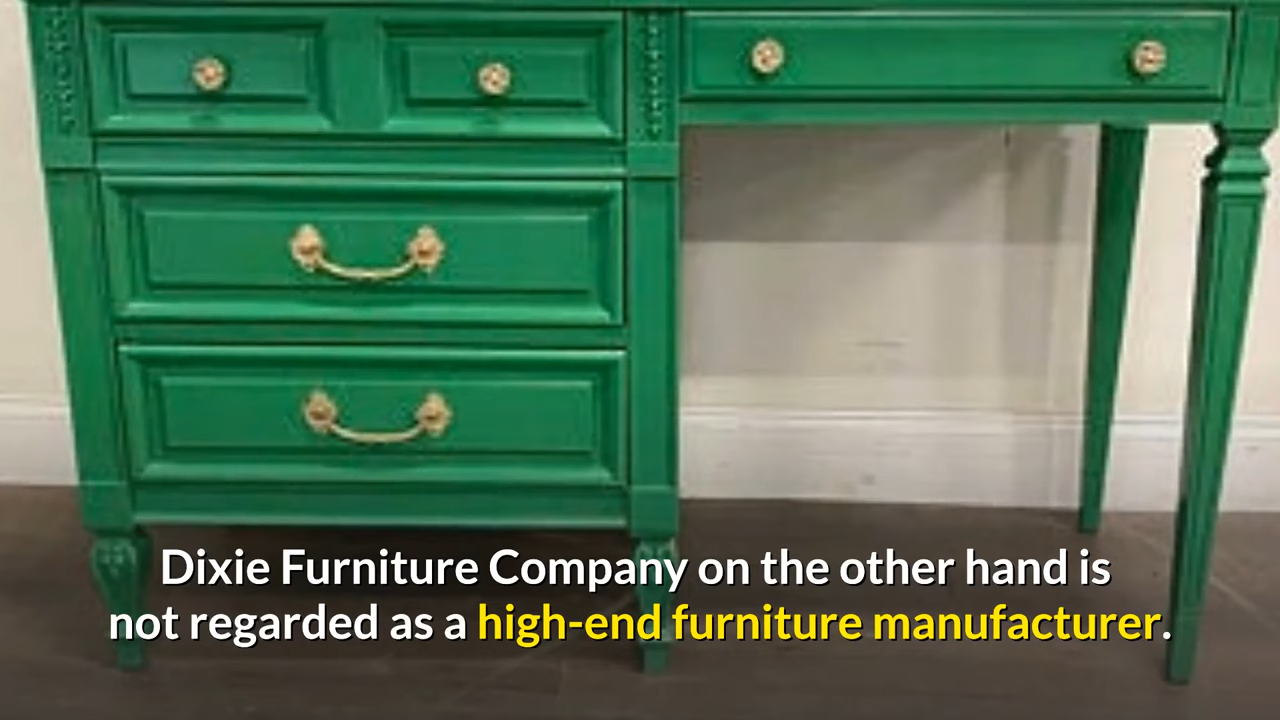 Dixie Furniture Company on the other hand is
not regarded as a high-end furniture manufacturer.